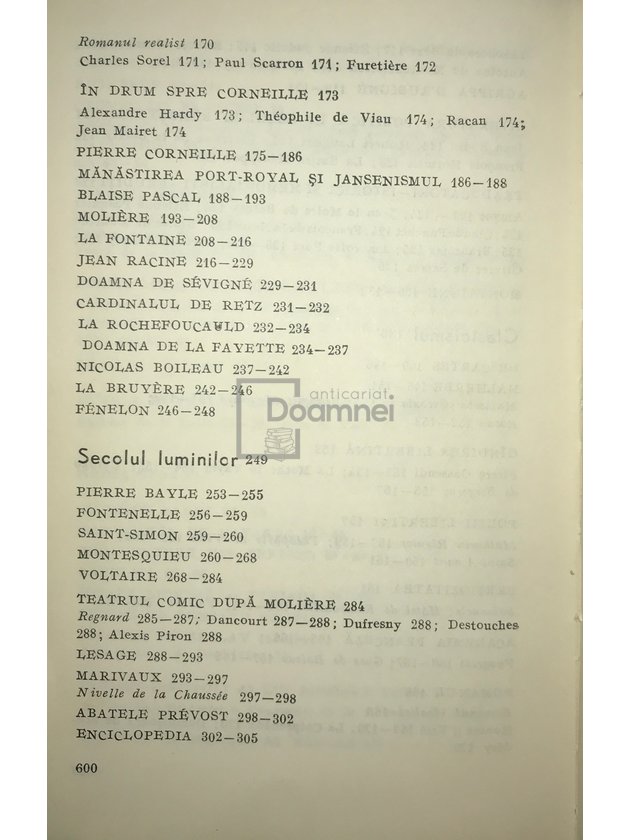 Romanul realist 170
Charles Sorel 171; Paul Scarron 171; Furetière 172
ÎN DRUM SPRE CORNEILLE 173
Alexandre Hardy 173; Théophile de Viau 174; Racan 174;
Jean Mairet 174
PIERRE CORNEILLE 175—186
MĂNĂSTIREA PORT-ROYAL ȘI JANSENISMUL 186—188
BLAISE PASCAL 188—193
MOLIÈRE 193—208
LA FONTAINE 208—216
JEAN RACINE 216—229
DOAMNA DE SÉVIGNÉ 229—231
CARDINALUL DE RETZ 231—232
LA ROCHEFOUCAULD 232—234
DOAMNA DE LA FAYETTE 234—237
NICOLAS BOILEAU 237—242
LA BRUYÈRE 242—246
FÉNELON 246—248
anticariat
Doamnei
Secolul luminilor 249
PIERRE BAYLE 253—255
FONTENELLE 256—259
SAINT-SIMON 259—260
MONTESQUIEU 260—268
VOLTAIRE 268—284
TEATRUL COMIC DUPĂ MOLIÈRE 284
Regnard 285—287; Dancourt 287—288; Dufresny 288; Destouches
288; Alexis Piron 288
LESAGE 288—293
MARIVAUX 293—297
Nivelle de la Chaussée 297—298
ABATELE PRÉVOST 298—302
ENCICLOPEDIA 302—305
600